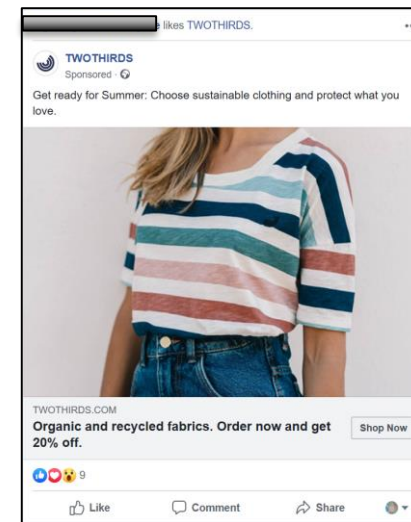 likes TWOTHIRDS.
TWOTHIRDS
Sponsored ·
Get ready for Summer: Choose sustainable clothing and protect what you
love.
TWOTHIRDS.COM
Organic and recycled fabrics. Order now and get
20% off.
Shop Now
9
Like
Comment
Share